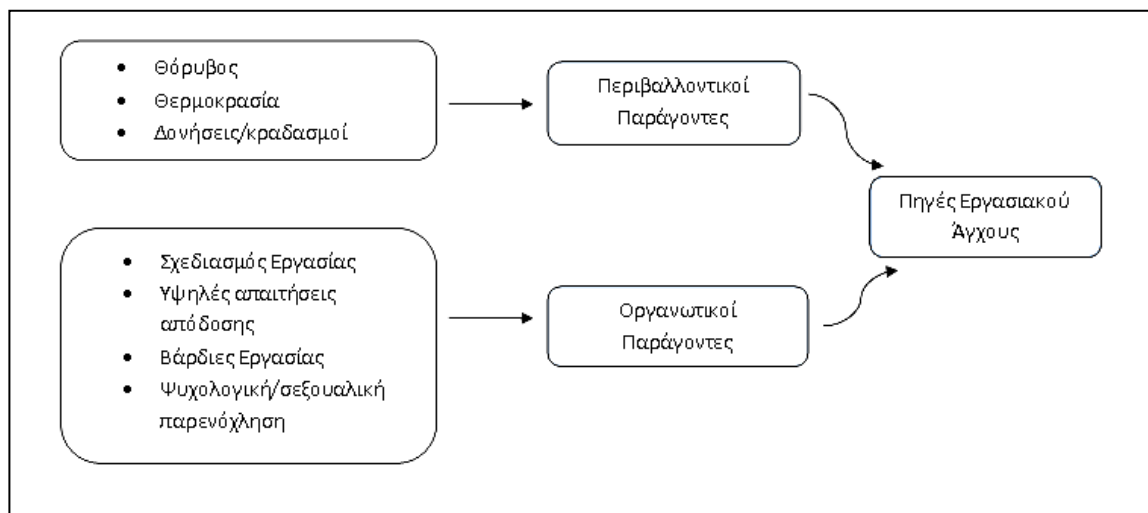 • Θόρυβος
• Θερμοκρασία
• Δονήσεις/κραδασμοί
Περιβαλλοντικοί
Παράγοντες
Πηγές Εργασιακού
Άγχους
• Σχεδιασμός Εργασίας
• Υψηλές απαιτήσεις
απόδοσης
• Βάρδιες Εργασίας
• Ψυχολογική/σεξουαλική
παρενόχληση
Οργανωτικοί
Παράγοντες